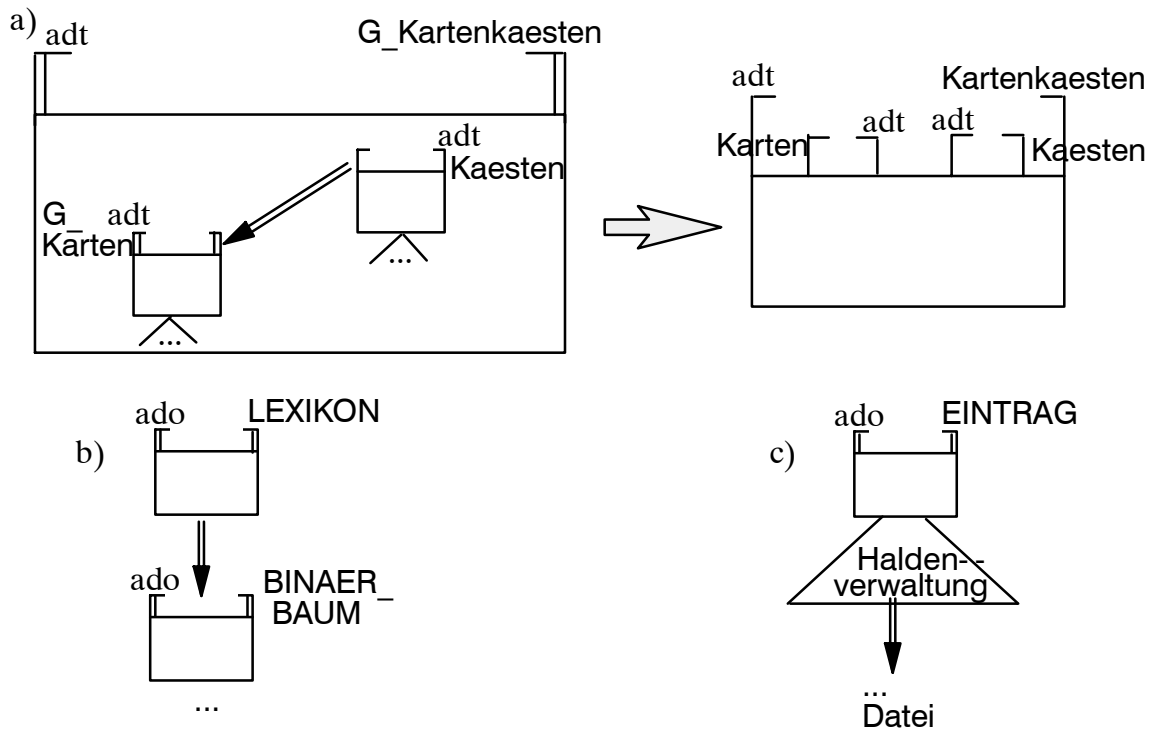 a)
adt
G_Kartenkaesten
adt
Kaesten
G_
adt
Karten
...
...
adt
Kartenkaesten
Karten
adt
adt
Kaesten
b)
ado
LEXIKON
ado
BINAER_
BAUM
...
c)
ado
EINTRAG
Halden-
verwaltung
...
Datei